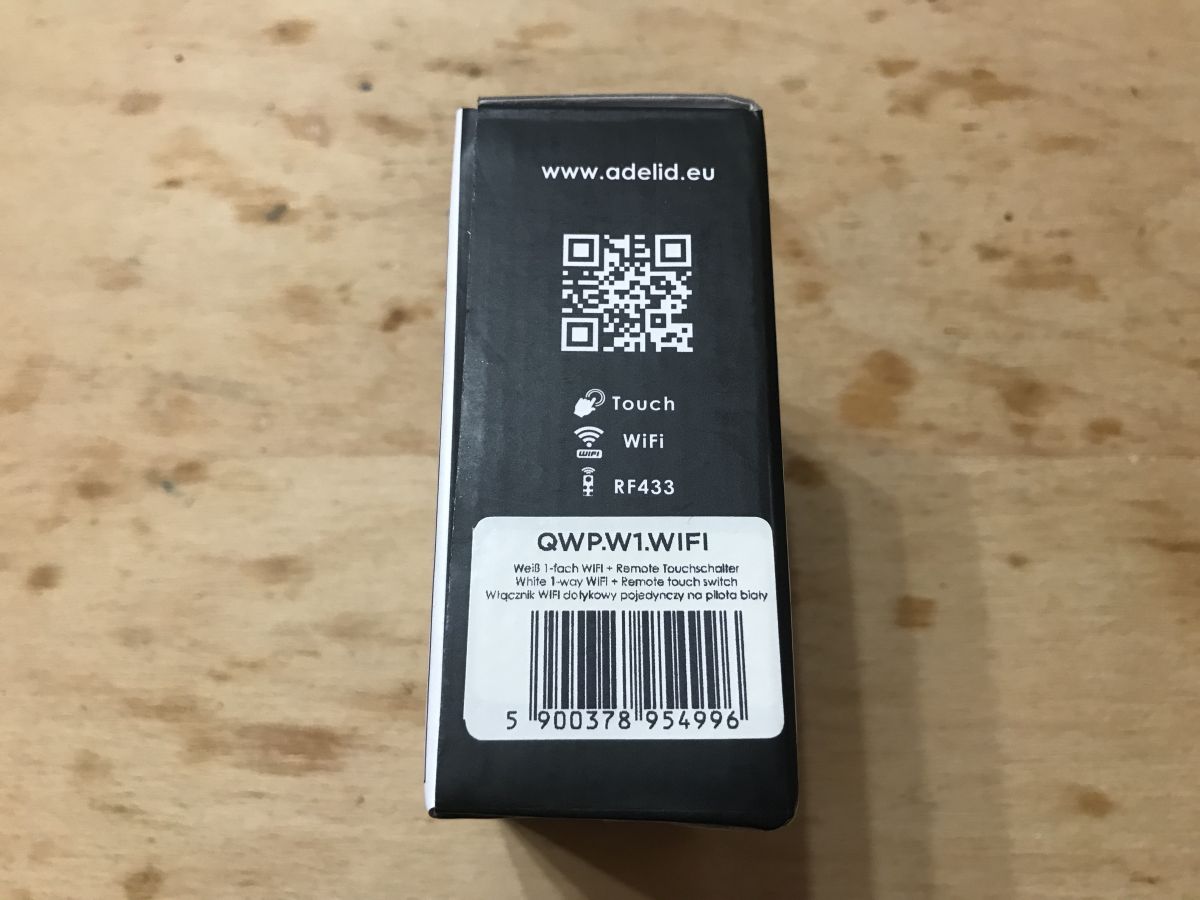 www.adelid.eu
Touch
WiFi
WIFI
RF433
QWP.W1.WIFI
Weiß 1-fach WIFI + Remote Touchschalter
White 1-way WIFI + Remote touch switch
Włącznik WIFI dotykowy pojedynczy na pilota biały
5 900378 954996